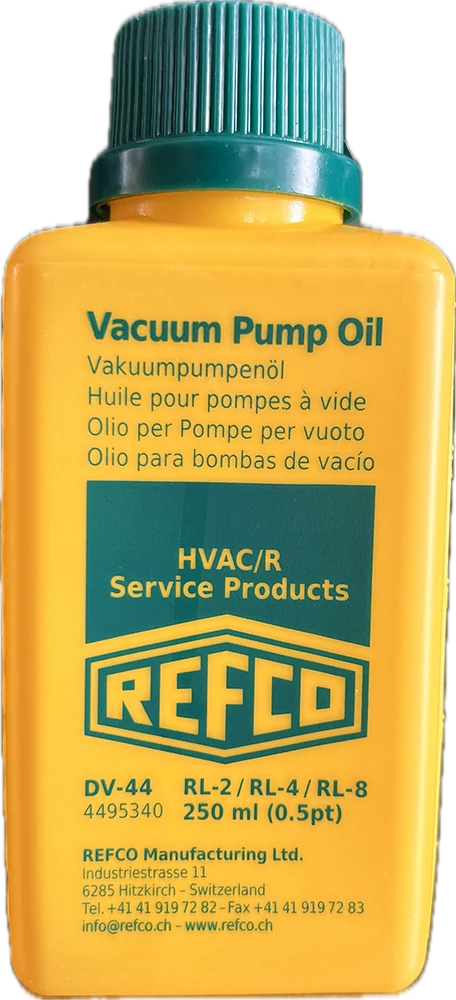 Vacuum Pump Oil
Vakuumpumpenöl
Huile pour pompes à vide
Olio per Pompe per vuoto
Olio para bombas de vacío
HVAC/R
Service Products
REFCO
DV-44 RL-2 / RL-4 / RL-8
4495340 250 ml (0.5pt)
REFCO Manufacturing Ltd.
Industriestrasse 11
6285 Hitzkirch – Switzerland
Tel. +41 41 919 72 82 – Fax +41 41 919 72 83
info@refco.ch – www.refco.ch